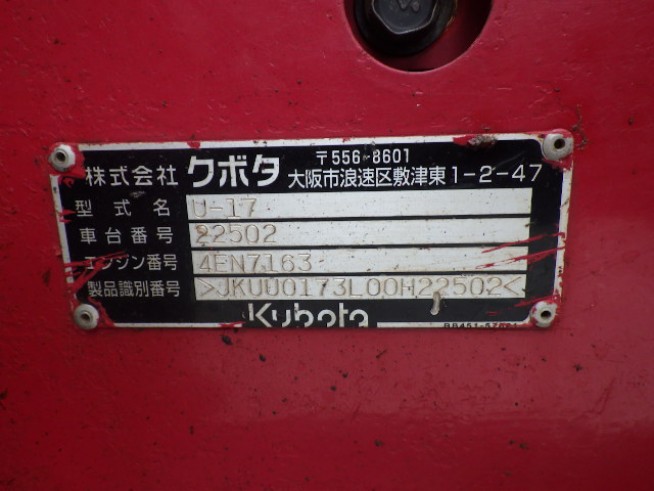 株式会社 クボタ 〒556-8601
大阪市浪速区敷津東1-2-47
型式名 U-17
車台番号 22502
エンジン番号 4EN7163
製品識別番号 >JKUU0173L00H22502<
Kubota